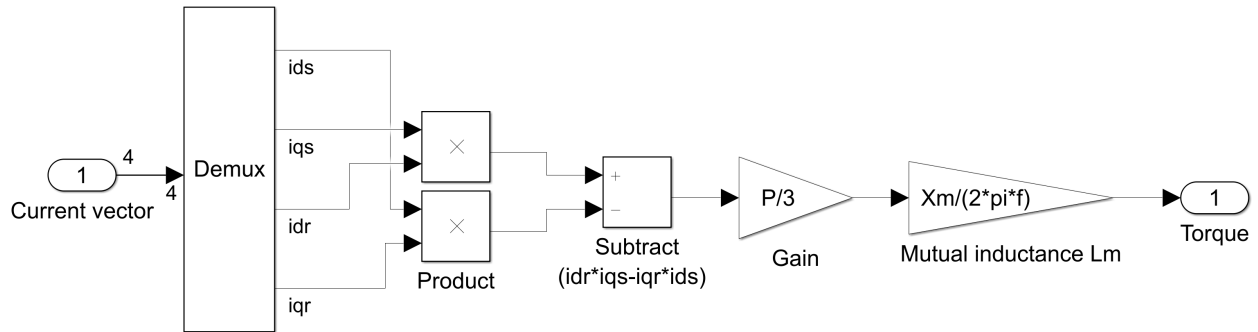 1
Current vector
4
4
Demux
ids
iqs
idr
iqr
×
×
Product
+
−
Subtract
(idr*iqs-iqr*ids)
P/3
Gain
Xm/(2*pi*f)
Mutual inductance Lm
1
Torque